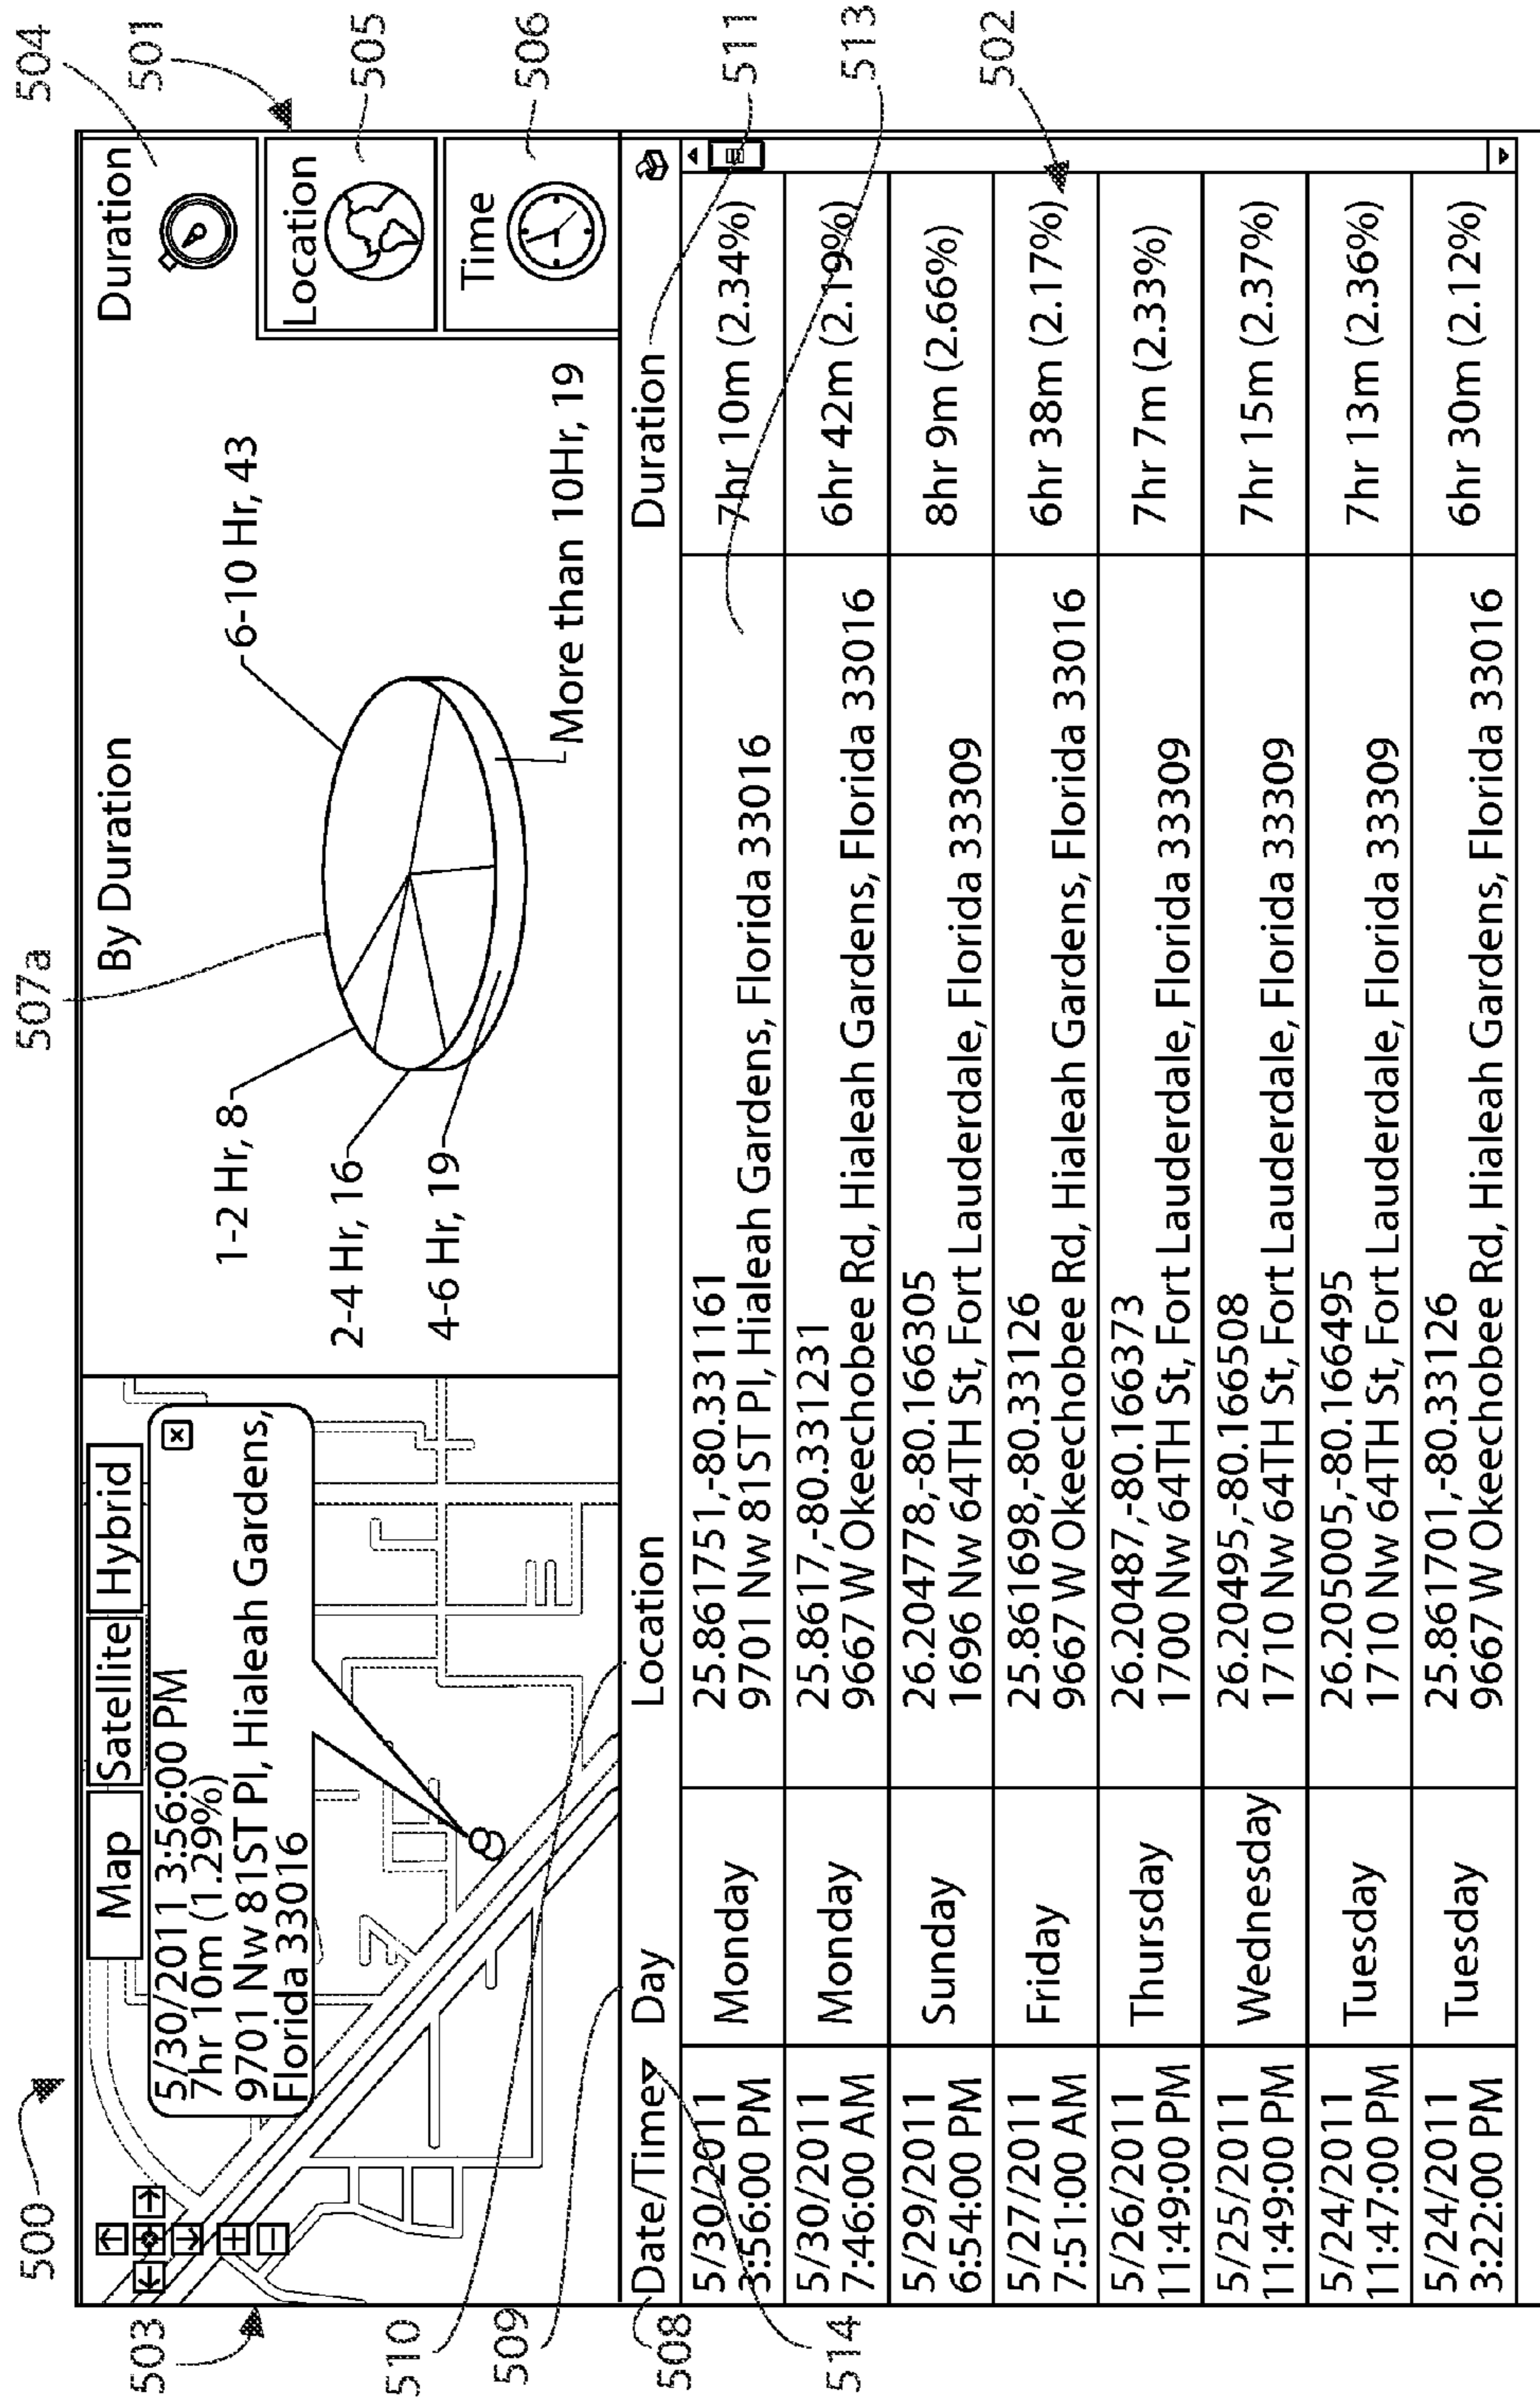 500
507a
504
501
505
506
511
513
502
503
510
509
508
514
Map
Satellite
Hybrid
5/30/2011 3:56:00 PM
7hr 10m (1.29%)
9701 Nw 81ST Pl, Hialeah Gardens,
Florida 33016
By Duration
1-2 Hr, 8
2-4 Hr, 16
4-6 Hr, 19
6-10 Hr, 43
More than 10Hr, 19
Duration
Location
Time
Date/Time Day Location Duration
5/30/2011
3:56:00 PM
Monday
25.861751,-80.331161
9701 Nw 81ST Pl, Hialeah Gardens, Florida 33016
7hr 10m (2.34%)
5/30/2011
7:46:00 AM
Monday
25.8617,-80.331231
9667 W Okeechobee Rd, Hialeah Gardens, Florida 33016
6hr 42m (2.19%)
5/29/2011
6:54:00 PM
Sunday
26.204778,-80.166305
1696 Nw 64TH St, Fort Lauderdale, Florida 33309
8hr 9m (2.66%)
5/27/2011
7:51:00 AM
Friday
25.861698,-80.33126
9667 W Okeechobee Rd, Hialeah Gardens, Florida 33016
6hr 38m (2.17%)
5/26/2011
11:49:00 PM
Thursday
26.20487,-80.166373
1700 Nw 64TH St, Fort Lauderdale, Florida 33309
7hr 7m (2.33%)
5/25/2011
11:49:00 PM
Wednesday
26.20495,-80.166508
1710 Nw 64TH St, Fort Lauderdale, Florida 33309
7hr 15m (2.37%)
5/24/2011
11:47:00 PM
Tuesday
26.205005,-80.166495
1710 Nw 64TH St, Fort Lauderdale, Florida 33309
7hr 13m (2.36%)
5/24/2011
3:22:00 PM
Tuesday
25.861701,-80.33126
9667 W Okeechobee Rd, Hialeah Gardens, Florida 33016
6hr 30m (2.12%)